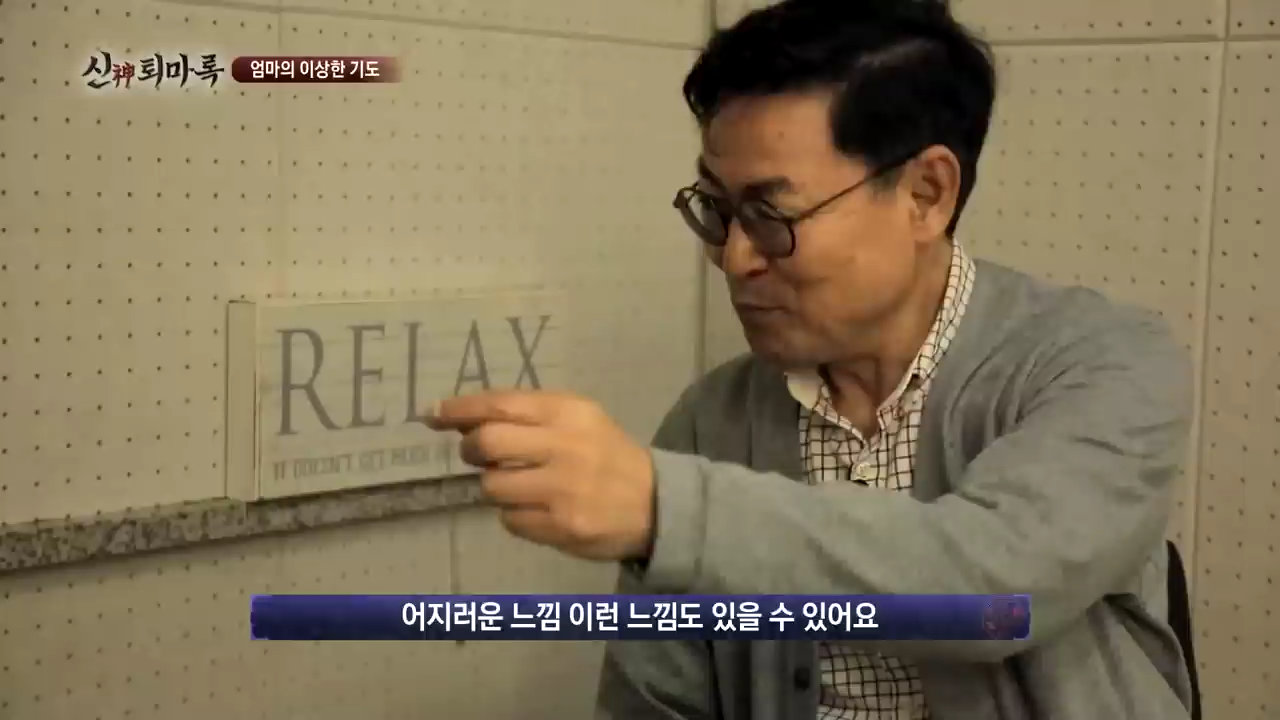 신神퇴마록 엄마의 이상한 기도
RELAX
IT DOESN'T GET MUCH
어지러운 느낌 이런 느낌도 있을 수 있어요